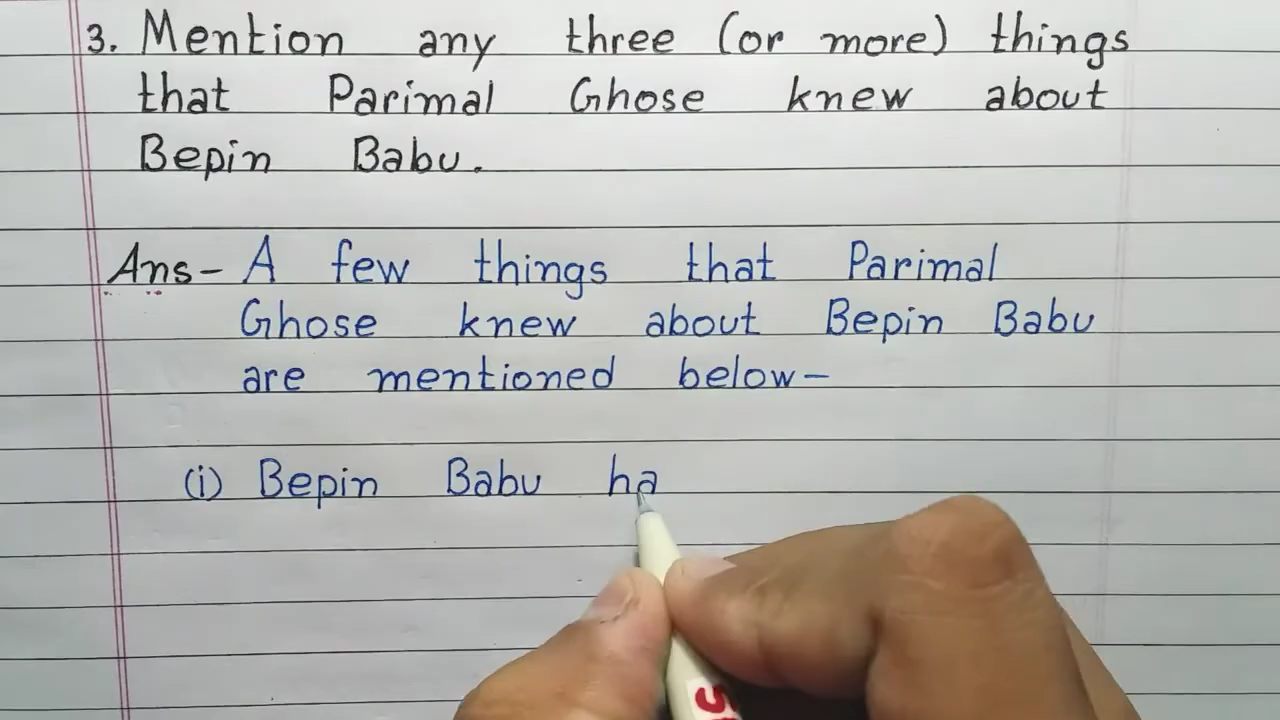 3. Mention any three (or more) things
that Parimal Ghose knew about
Bepin Babu.
Ans- A few things that Parimal
Ghose knew about Bepin Babu
are mentioned below-
(i) Bepin Babu ha